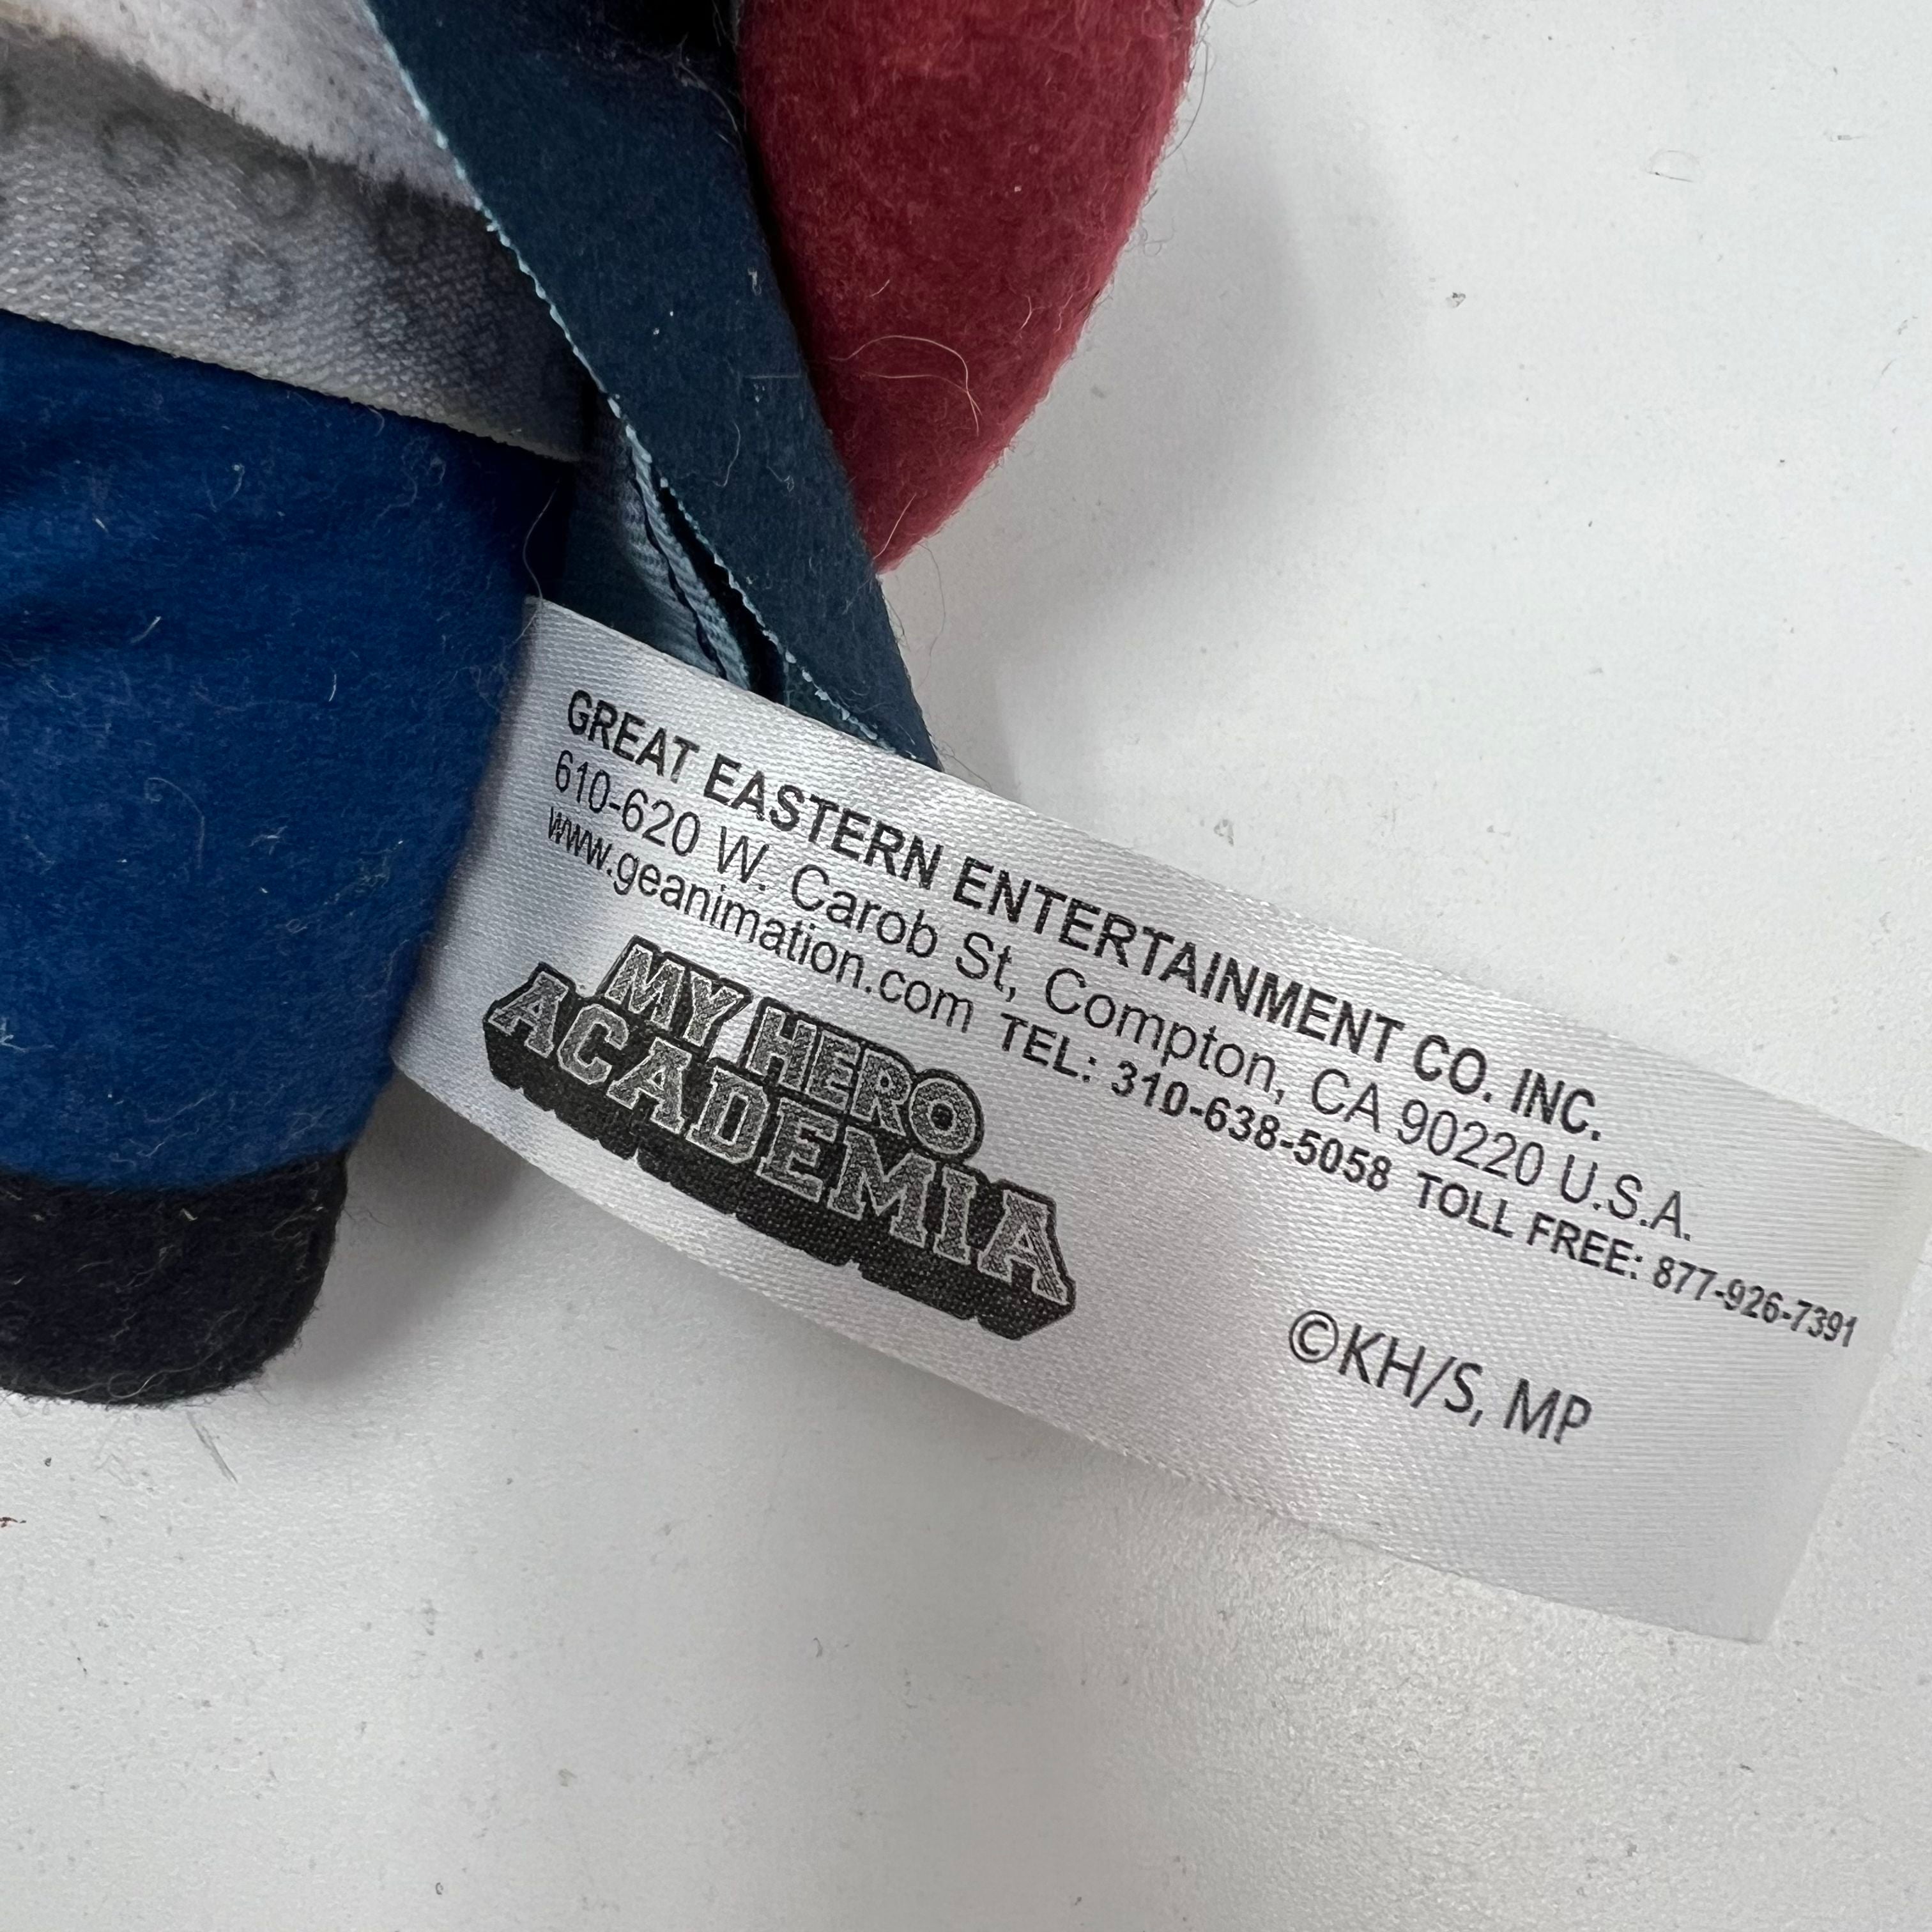 GREAT EASTERN ENTERTAINMENT CO. INC.
610-620 W. Carob St, Compton, CA 90220 U.S.A.
www.geanimation.com TEL: 310-638-5058 TOLL FREE: 877-926-7391
MY HERO
ACADEMIA
©KH/S, MP